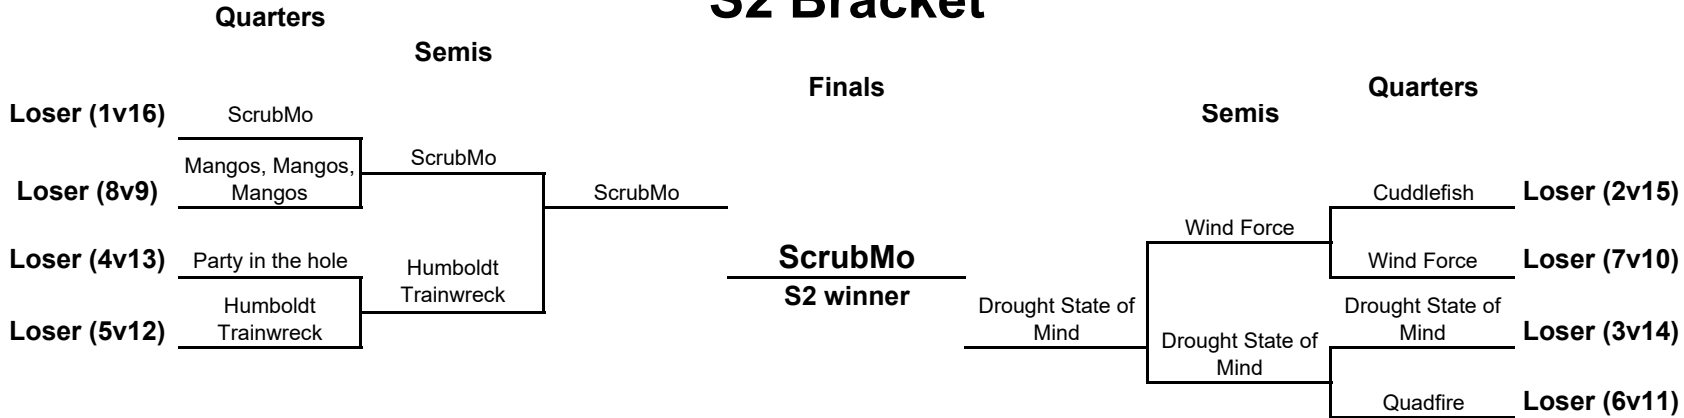 S2 Bracket
Quarters
Semis
Finals
Quarters
Semis
Loser (1v16)
ScrubMo
Mangos, Mangos,
Mangos
Loser (8v9)
ScrubMo
Loser (4v13)
Party in the hole
Humboldt
Trainwreck
Loser (5v12)
Humboldt
Trainwreck
ScrubMo
ScrubMo
S2 winner
Drought State of
Mind
Wind Force
Drought State of
Mind
Cuddlefish
Loser (2v15)
Wind Force
Loser (7v10)
Drought State of
Mind
Loser (3v14)
Quadfire
Loser (6v11)